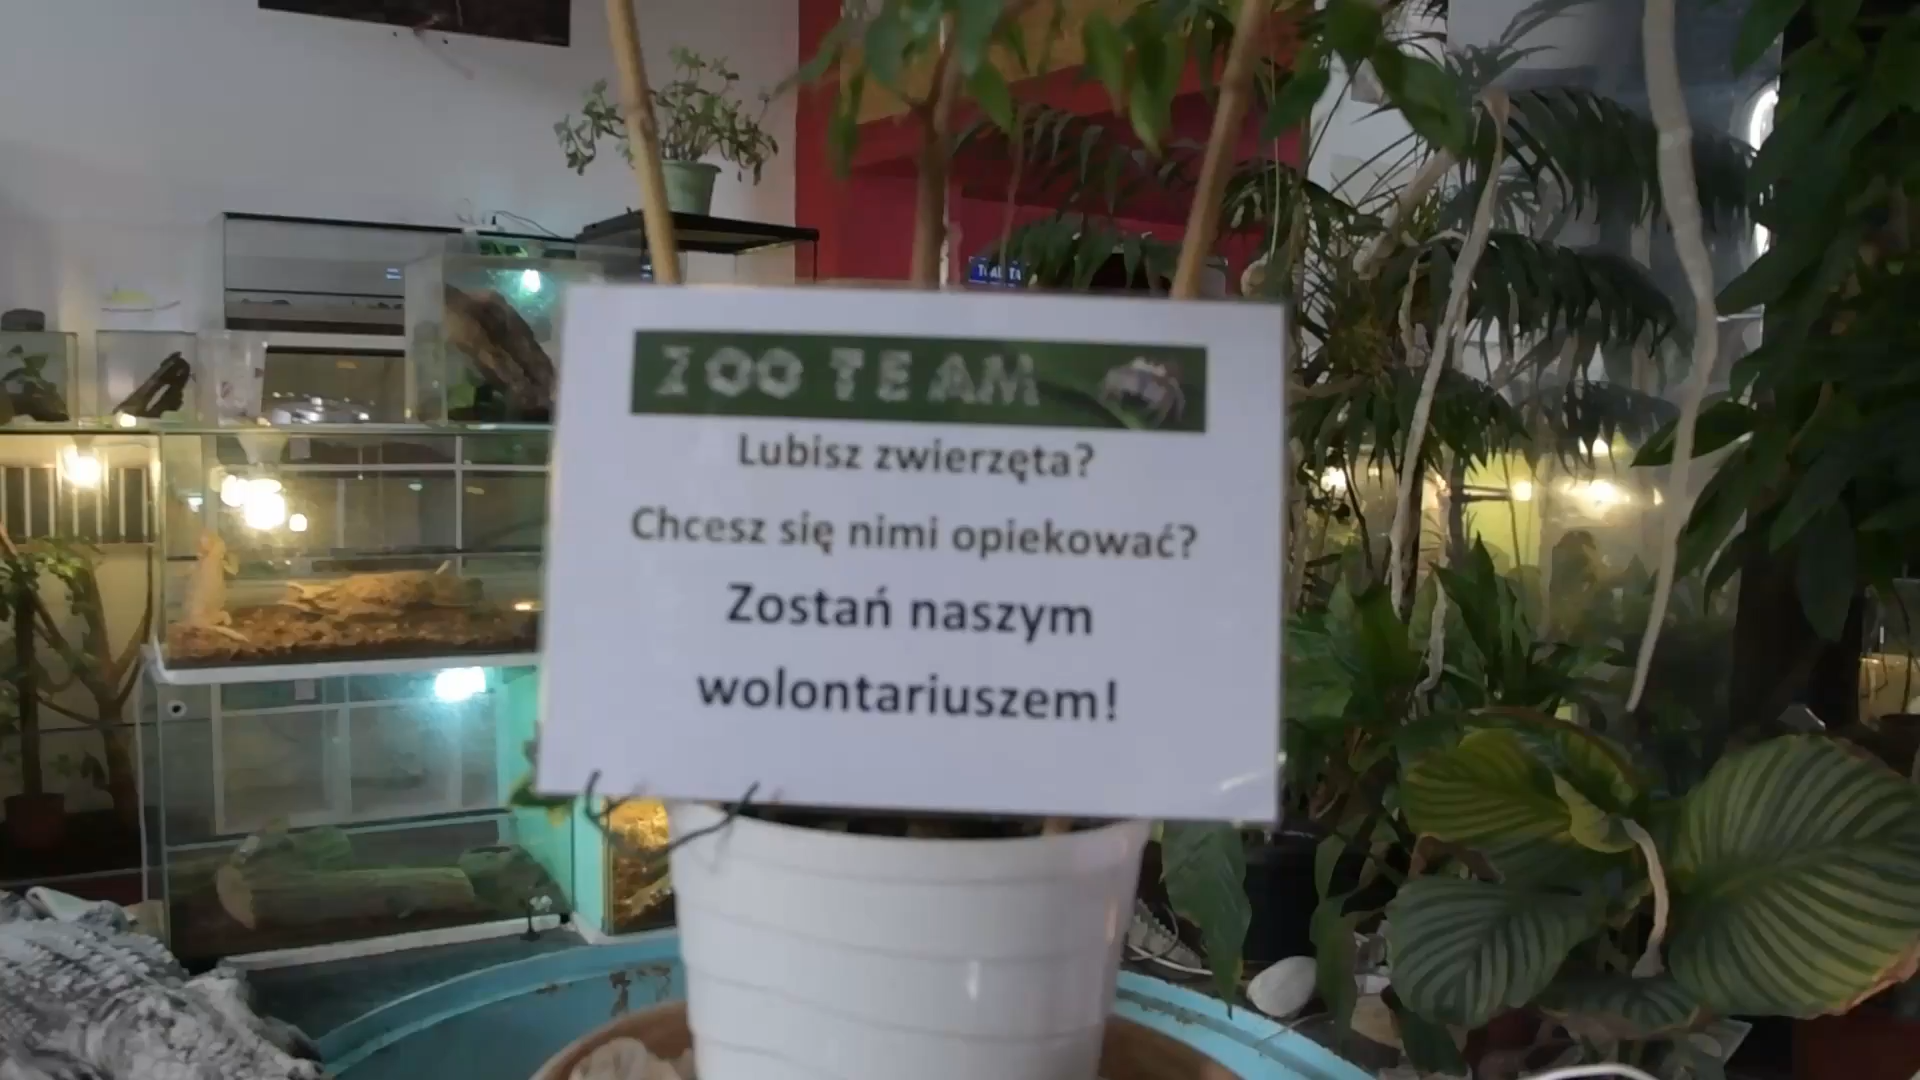 ZOO TEAM
Lubisz zwierzęta?
Chcesz się nimi opiekować?
Zostań naszym
wolontariuszem!